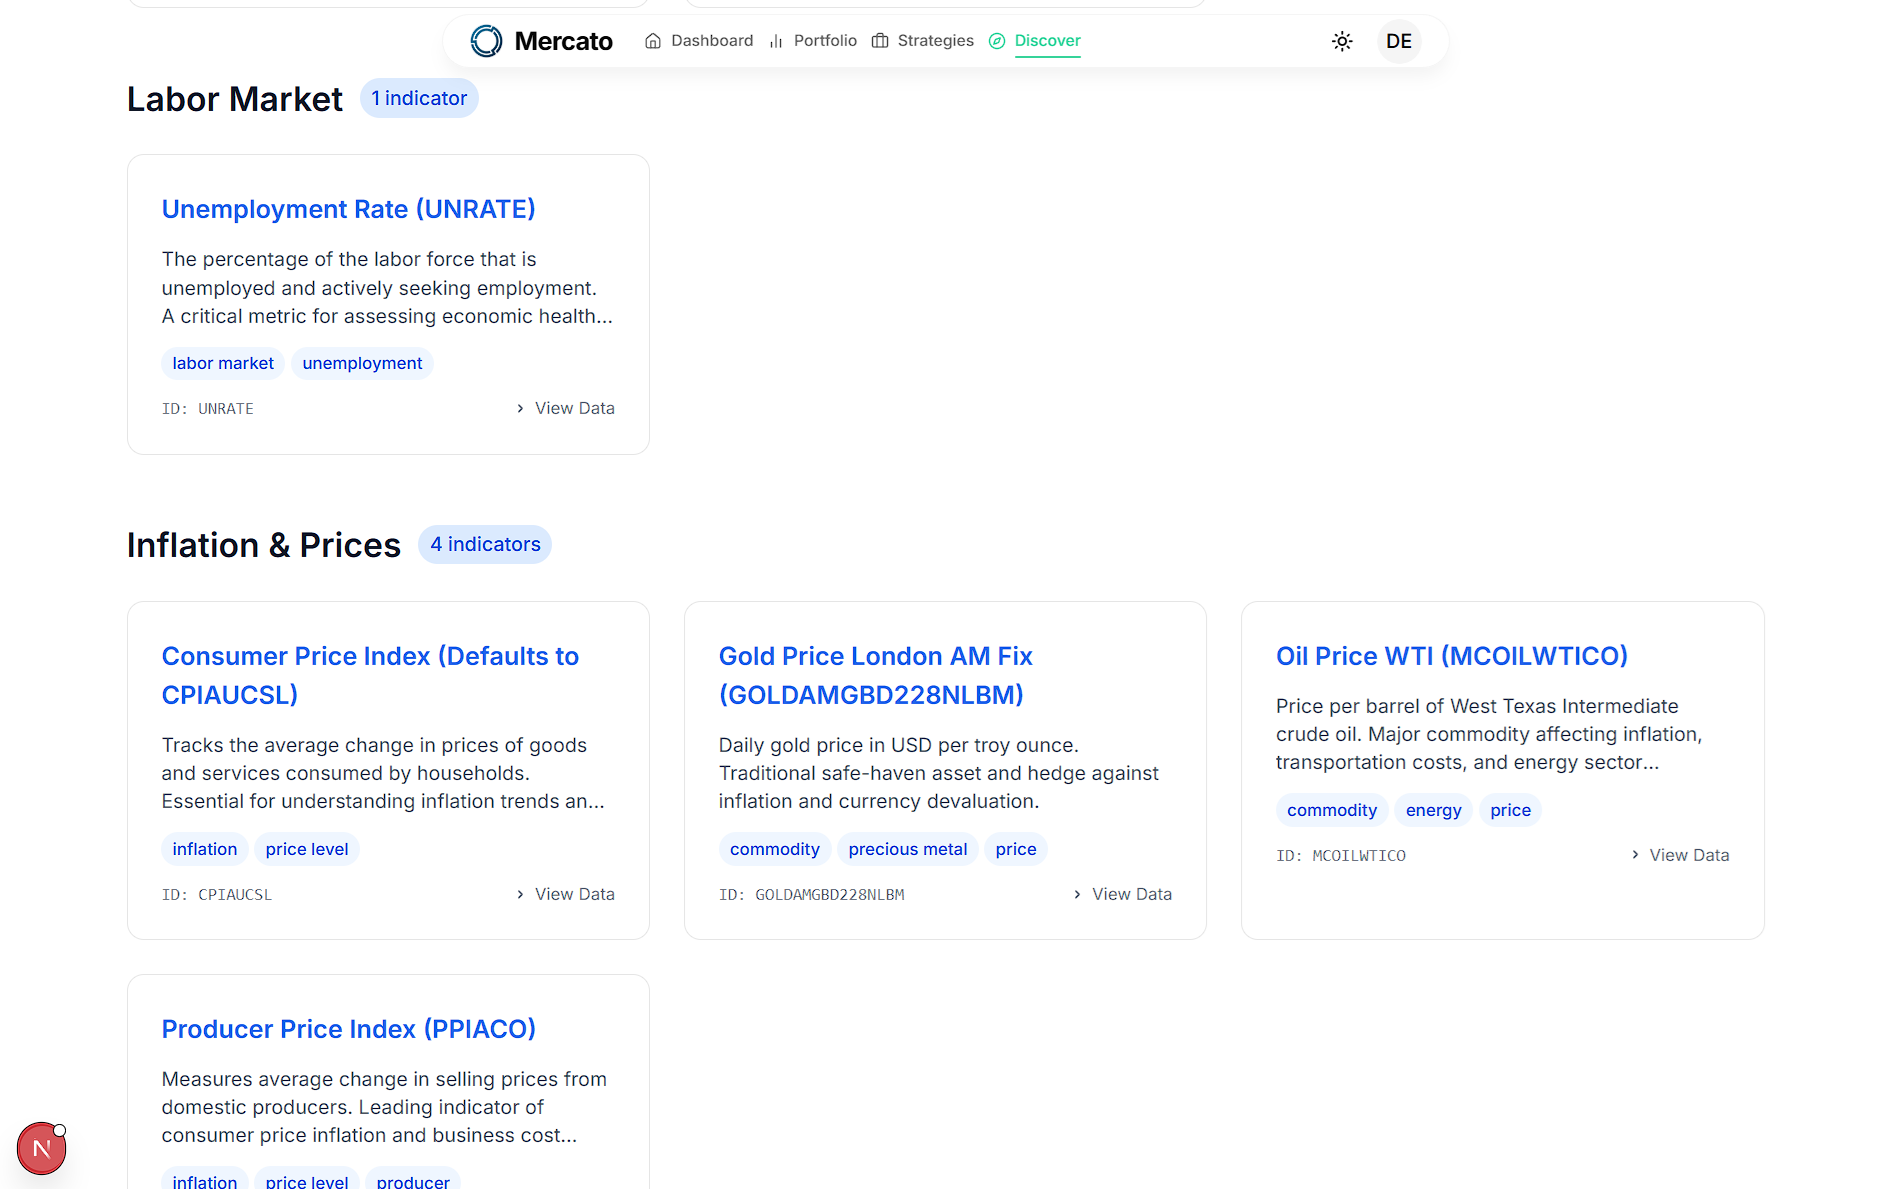 Mercato
Dashboard
Portfolio
Strategies
Discover
DE
Labor Market
1 indicator
Unemployment Rate (UNRATE)
The percentage of the labor force that is
unemployed and actively seeking employment.
A critical metric for assessing economic health...
labor market
unemployment
ID: UNRATE
View Data
Inflation & Prices
4 indicators
Consumer Price Index (Defaults to
CPIAUCSL)
Tracks the average change in prices of goods
and services consumed by households.
Essential for understanding inflation trends an...
inflation
price level
ID: CPIAUCSL
View Data
Gold Price London AM Fix
(GOLDAMGBD228NLBM)
Daily gold price in USD per troy ounce.
Traditional safe-haven asset and hedge against
inflation and currency devaluation.
commodity
precious metal
price
ID: GOLDAMGBD228NLBM
View Data
Oil Price WTI (MCOILWTICO)
Price per barrel of West Texas Intermediate
crude oil. Major commodity affecting inflation,
transportation costs, and energy sector...
commodity
energy
price
ID: MCOILWTICO
View Data
Producer Price Index (PPIACO)
Measures average change in selling prices from
domestic producers. Leading indicator of
consumer price inflation and business cost...
inflation
price level
producer
N